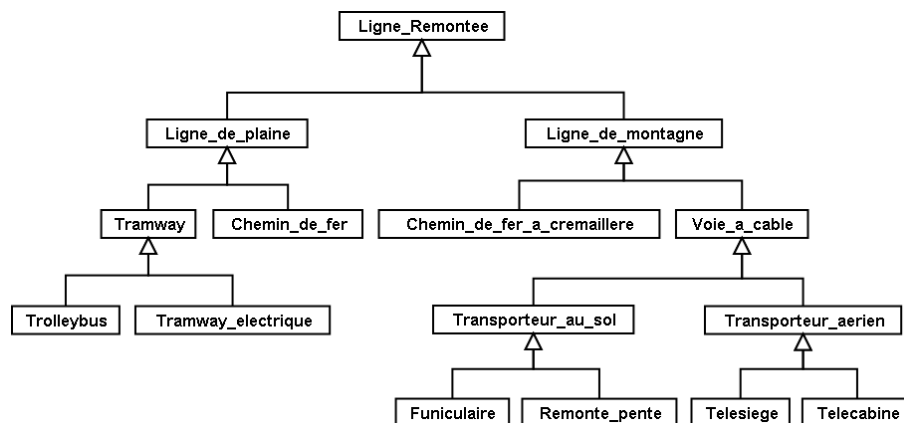 Ligne_Remontee
Ligne_de_plaine
Ligne_de_montagne
Tramway
Chemin_de_fer
Chemin_de_fer_a_cremaillere
Voie_a_cable
Trolleybus
Tramway_electrique
Transporteur_au_sol
Transporteur_aerien
Funiculaire
Remonte_pente
Telesiege
Telecabine